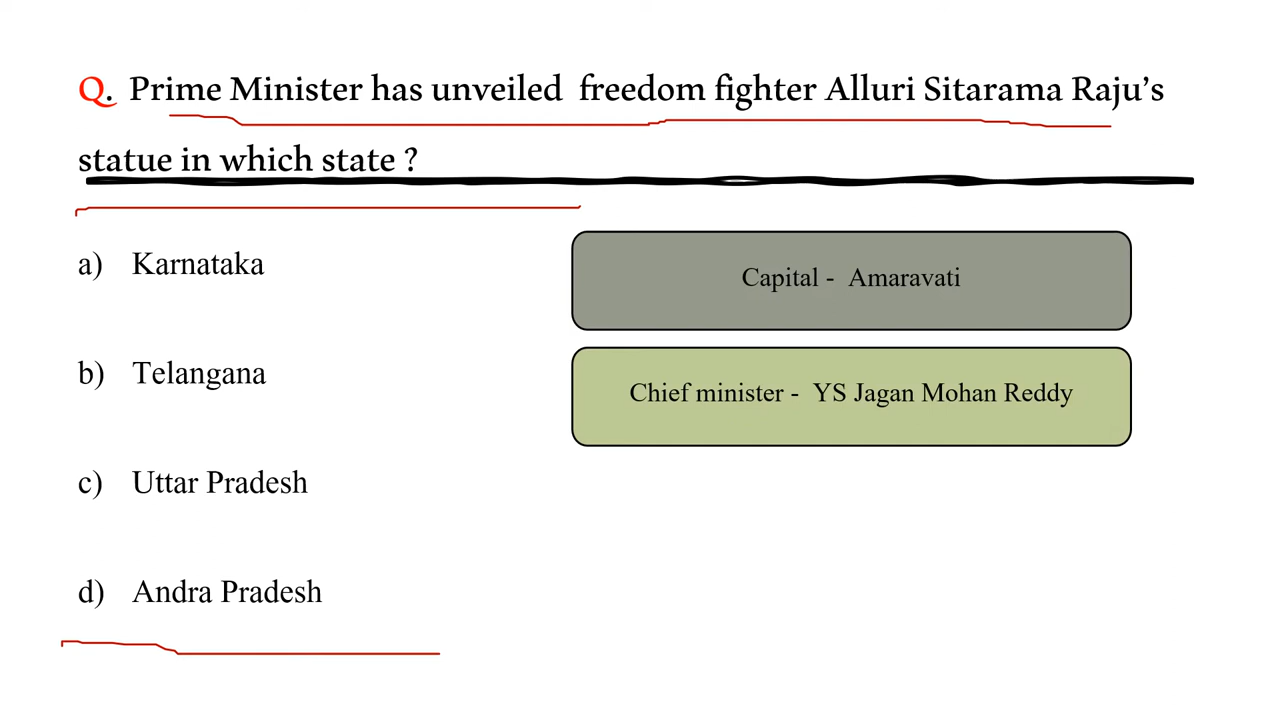 Q. Prime Minister has unveiled freedom fighter Alluri Sitarama Raju's
statue in which state ?
a) Karnataka
b) Telangana
c) Uttar Pradesh
d) Andra Pradesh
Capital - Amaravati
Chief minister - YS Jagan Mohan Reddy